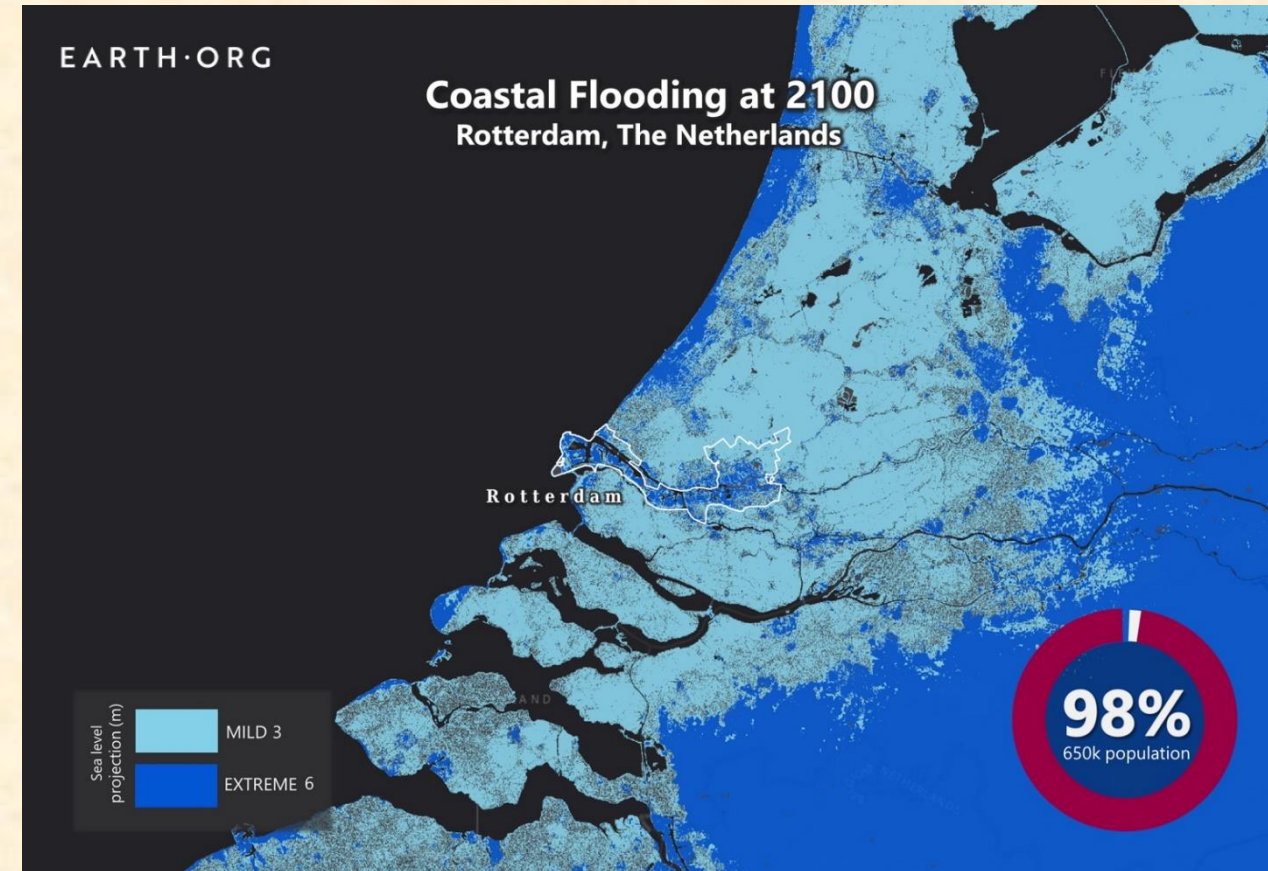 EARTH·ORG
Coastal Flooding at 2100
Rotterdam, The Netherlands
Rotterdam
Sea level
projection (m)
MILD 3
EXTREME 6
98%
650k population